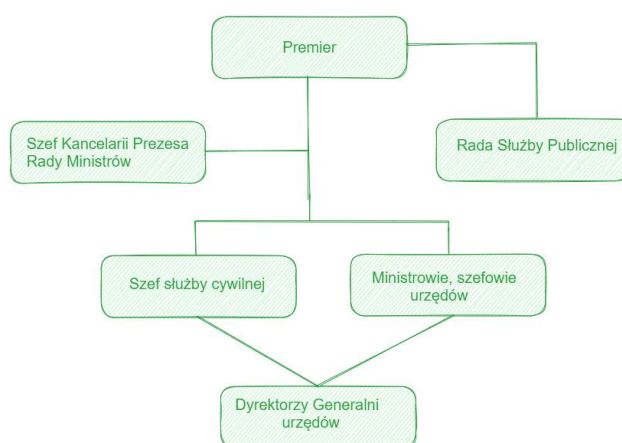 Premier
Szef Kancelarii Prezesa
Rady Ministrów
Rada Służby Publicznej
Szef służby cywilnej
Ministrowie, szefowie
urzędów
Dyrektorzy Generalni
urzędów